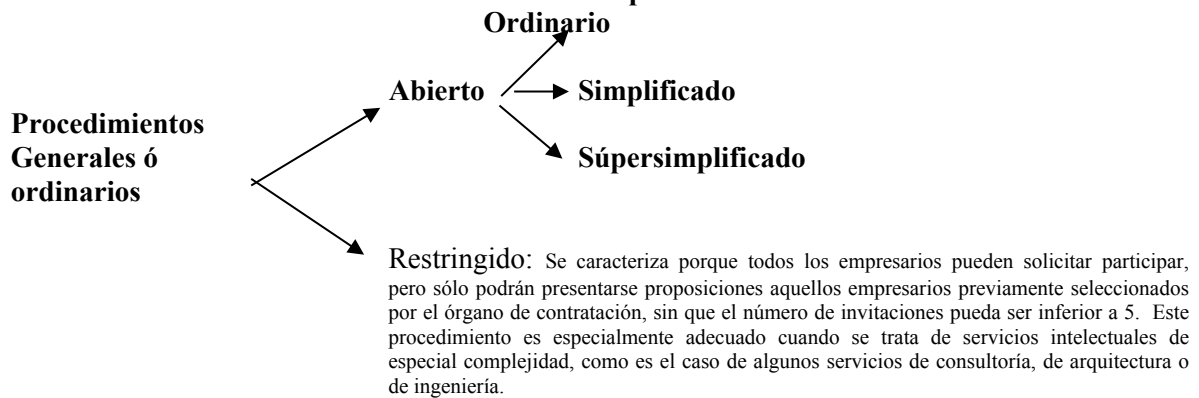 Ordinario
Abierto
Simplificado
Procedimientos
Generales ó
ordinarios
Súpersimplificado
Restringido: Se caracteriza porque todos los empresarios pueden solicitar participar,
pero sólo podrán presentarse proposiciones aquellos empresarios previamente seleccionados
por el órgano de contratación, sin que el número de invitaciones pueda ser inferior a 5. Este
procedimiento es especialmente adecuado cuando se trata de servicios intelectuales de
especial complejidad, como es el caso de algunos servicios de consultoría, de arquitectura o
de ingeniería.